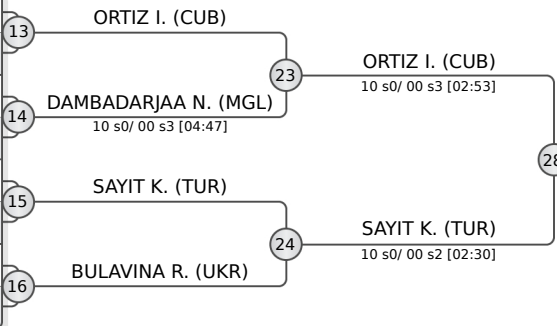 13
ORTIZ I. (CUB)
23
ORTIZ I. (CUB)
10 s0/ 00 s3 [02:53]
14
DAMBADARJAA N. (MGL)
10 s0/ 00 s3 [04:47]
28
15
SAYIT K. (TUR)
24
SAYIT K. (TUR)
10 s0/ 00 s2 [02:30]
16
BULAVINA R. (UKR)